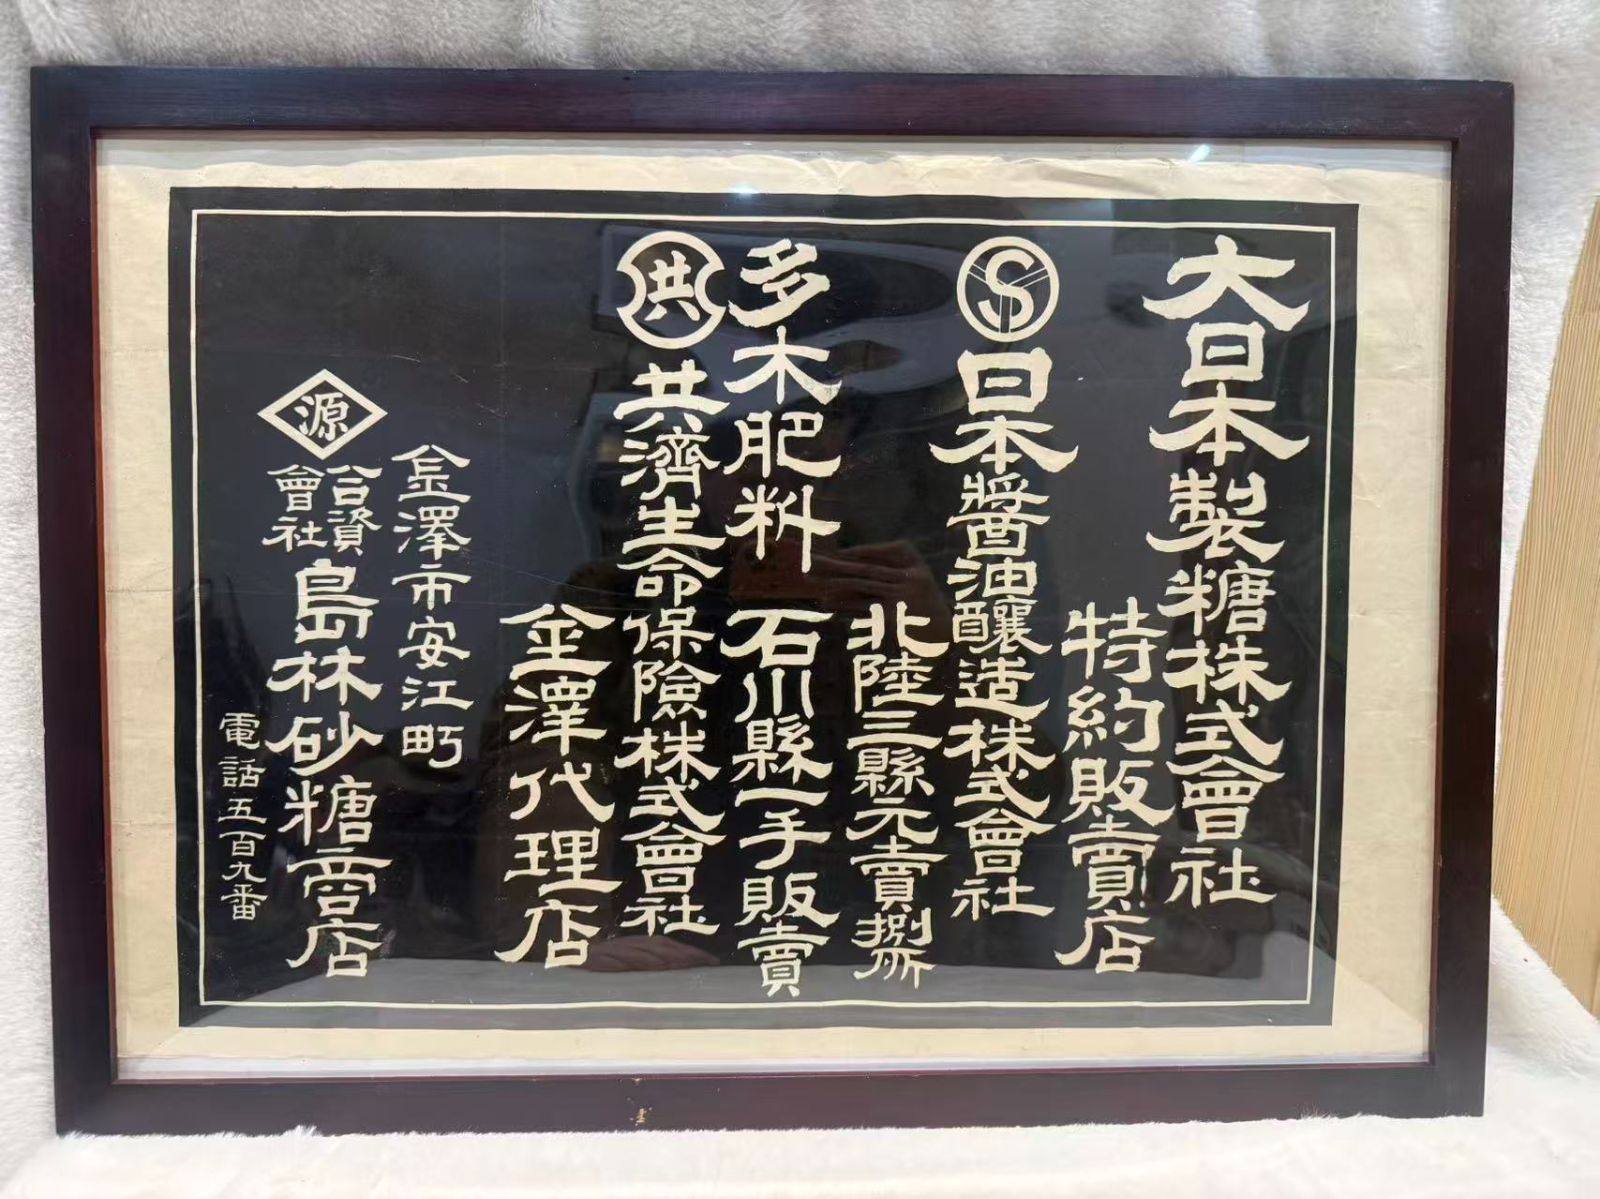 大日本製糖株式會社
特約販賣店
S
日本醬油釀造株式會社
北陸三縣元賣捌所
多木肥料 石川縣一手販賣
共
共濟生命保險株式會社
金澤代理店
金澤市安江町
源
合資會社 島林砂糖商店
電話五百九番